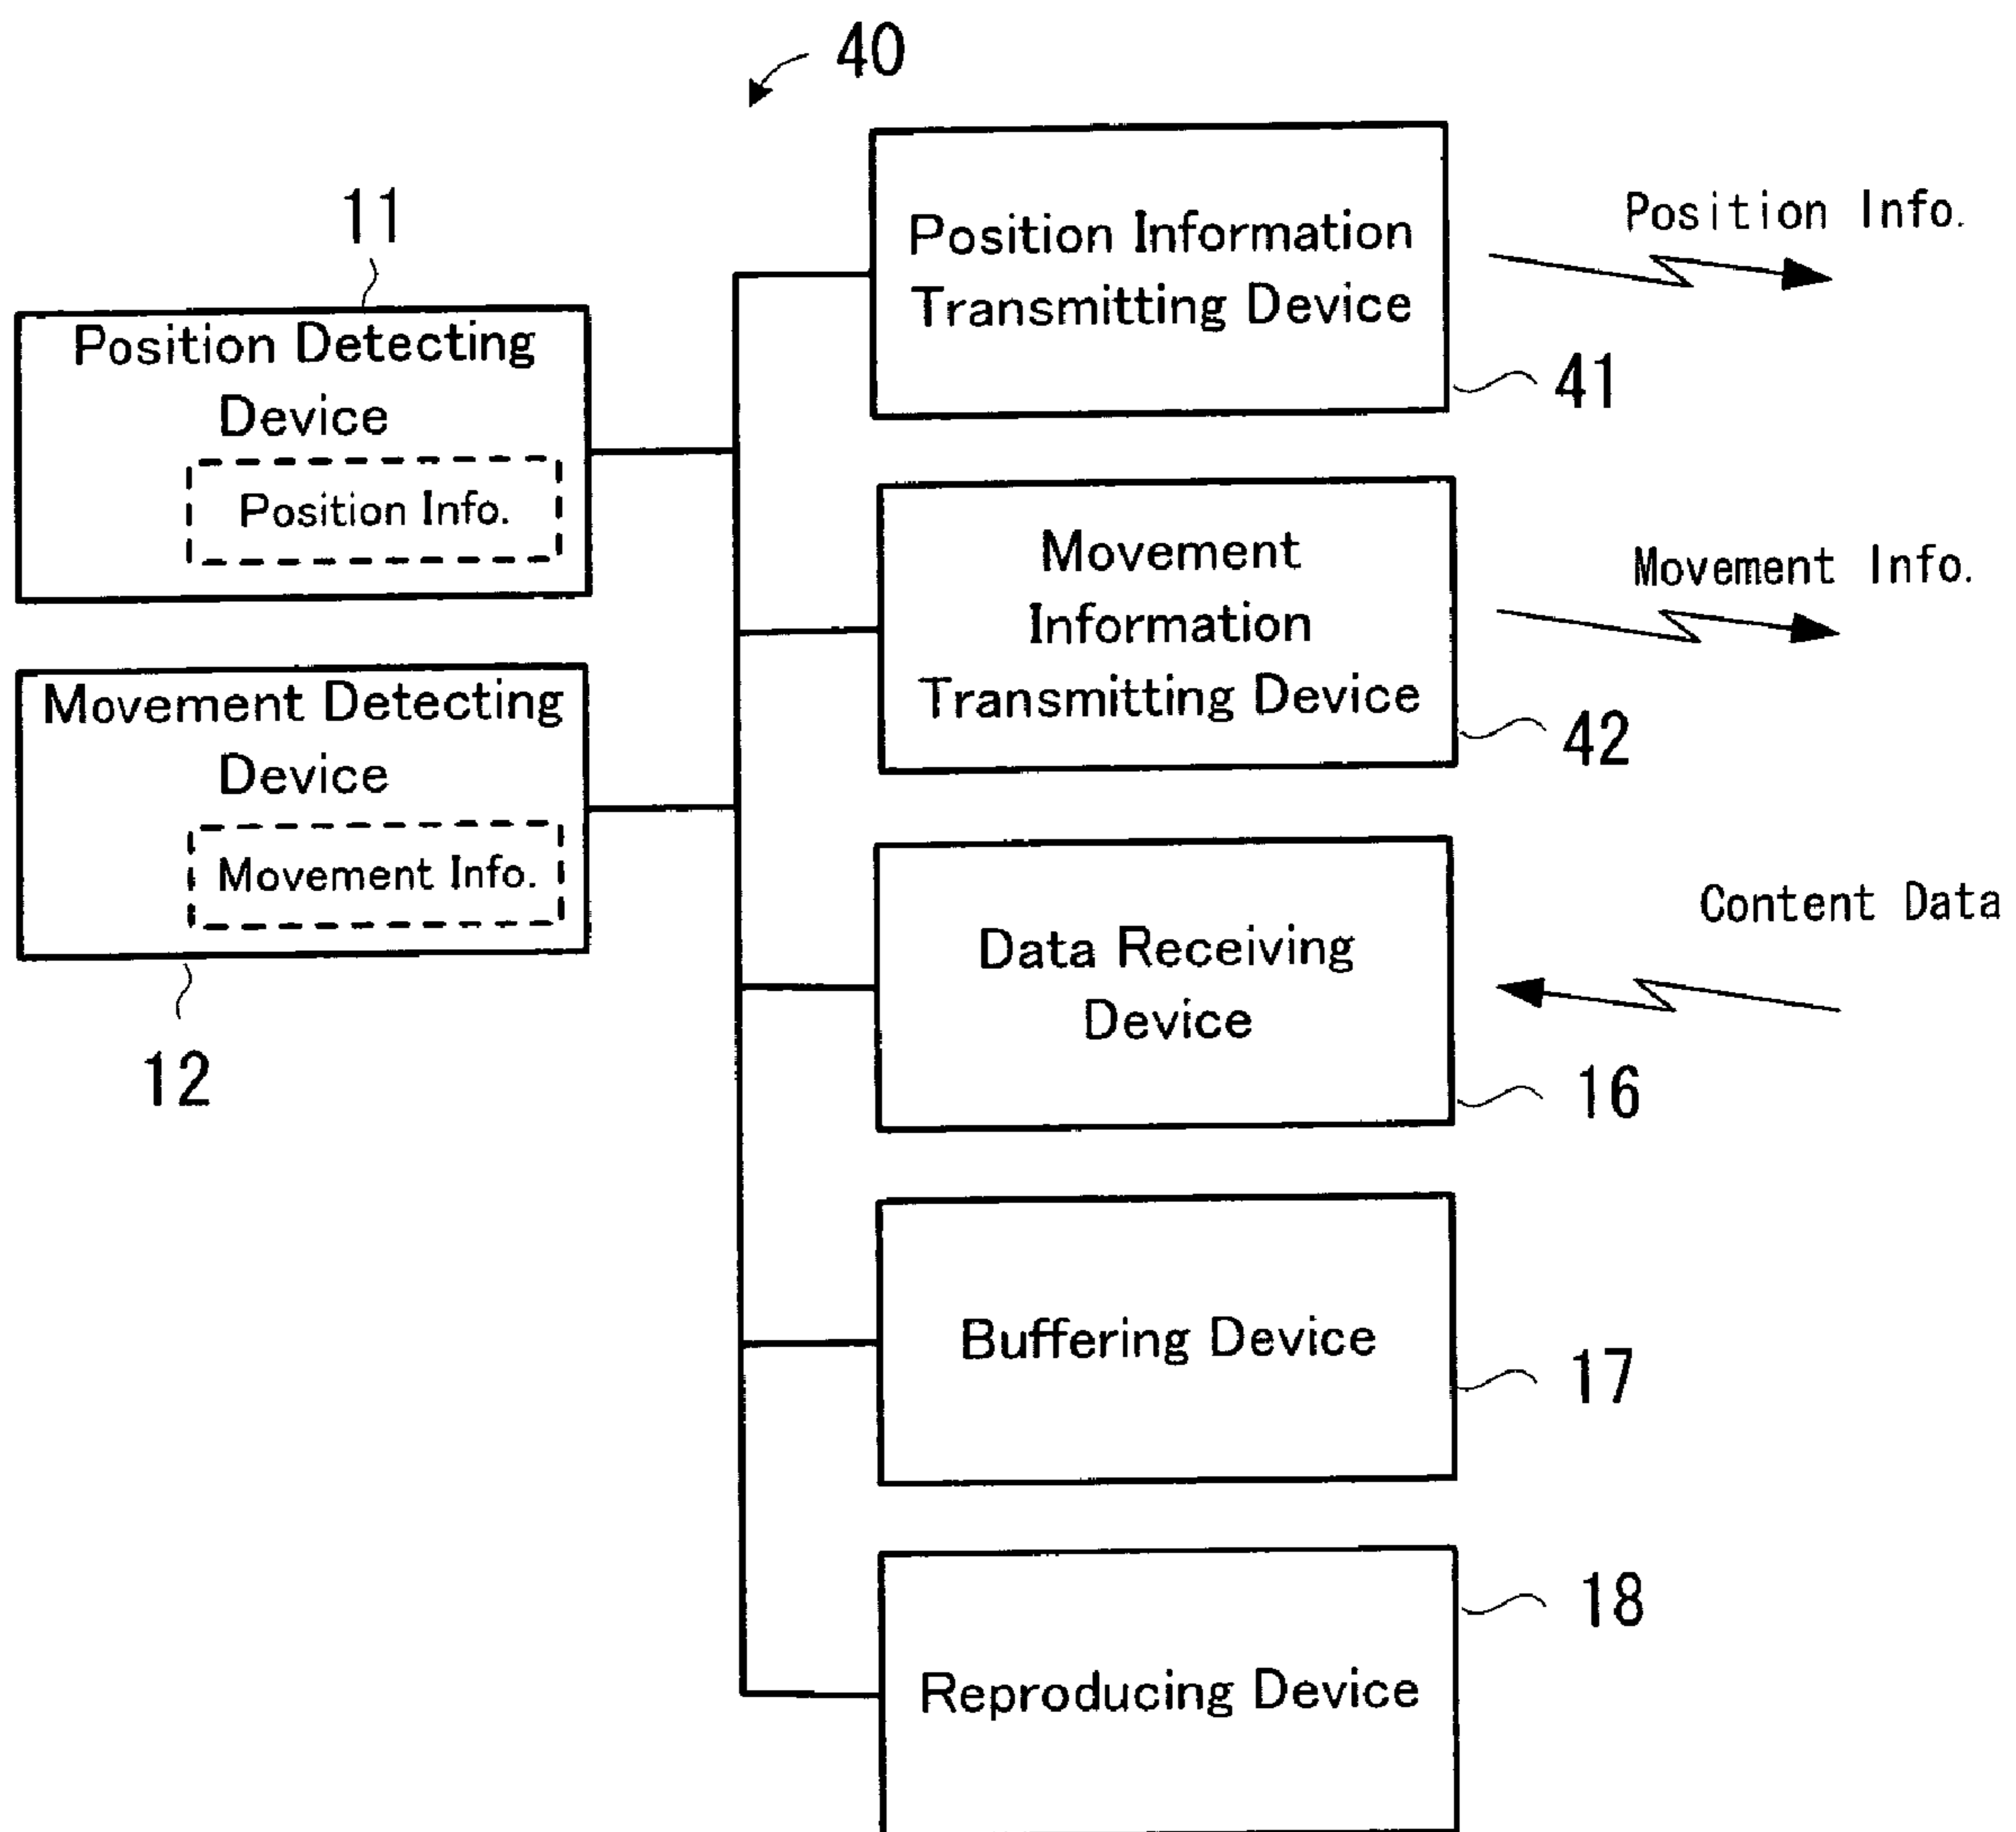 40
11
Position Detecting
Device
Position Info.
Movement Detecting
Device
Movement Info.
12
Position Information
Transmitting Device
41
Position Info.
Movement
Information
Transmitting Device
42
Movement Info.
Data Receiving
Device
16
Content Data
Buffering Device
17
Reproducing Device
18